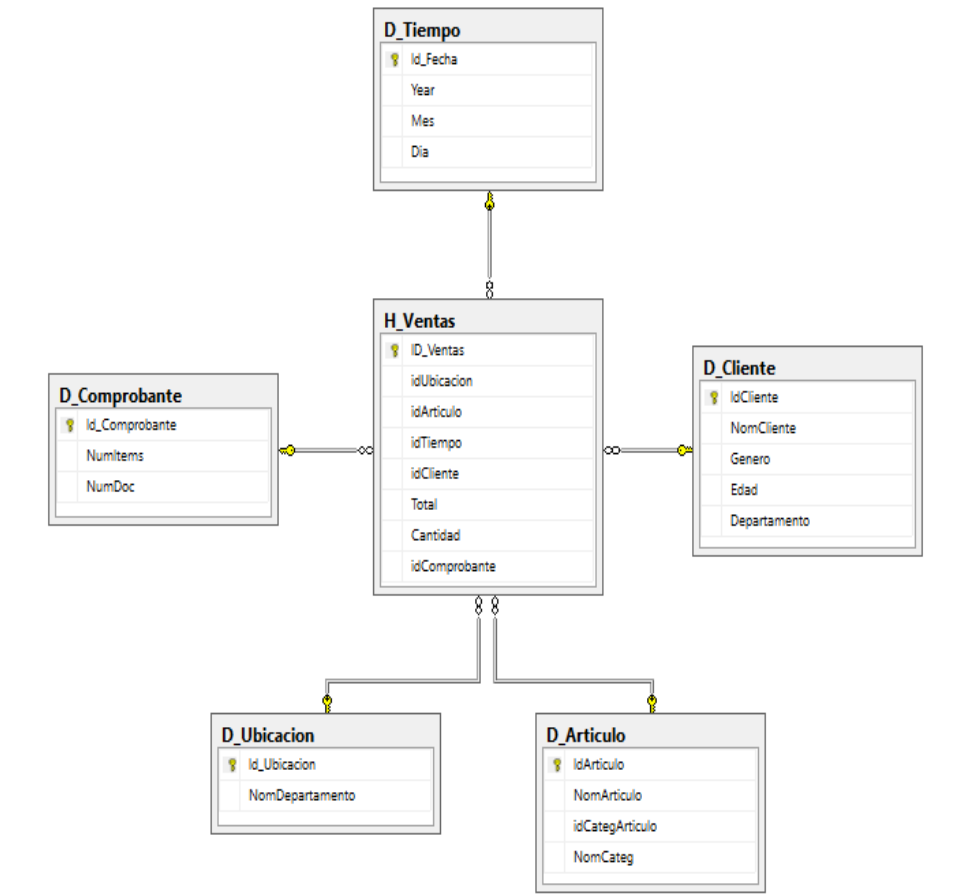 D_Tiempo
Id_Fecha
Year
Mes
Dia
H_Ventas
ID_Ventas
idUbicacion
idArticulo
idTiempo
idCliente
Total
Cantidad
idComprobante
D_Comprobante
Id_Comprobante
NumItems
NumDoc
D_Cliente
IdCliente
NomCliente
Genero
Edad
Departamento
D_Ubicacion
Id_Ubicacion
NomDepartamento
D_Articulo
IdArticulo
NomArticulo
idCategArticulo
NomCateg